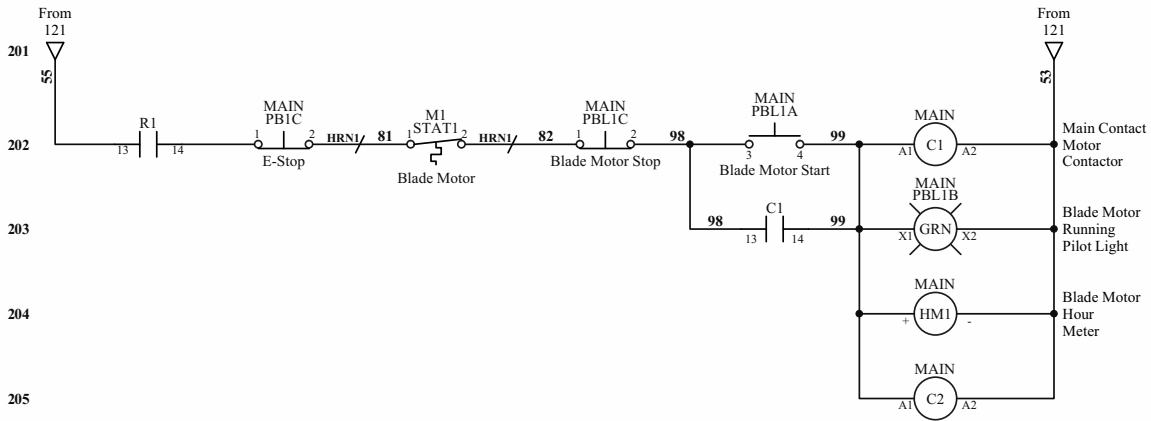 From
121
From
121
201
55
53
MAIN
PB1C
1 2
E-Stop
R1
13 14
HRN1 81
M1
STAT1
1 2
Blade Motor
HRN1 82
MAIN
PBL1C
1 2
Blade Motor Stop
98
MAIN
PBL1A
3 4
Blade Motor Start
99
MAIN
C1
A1 A2
Main Contact
Motor
Contactor
202
203
98
C1
13 14
99
MAIN
PBL1B
GRN
X1 X2
Blade Motor
Running
Pilot Light
204
MAIN
HM1
+ -
Blade Motor
Hour
Meter
205
MAIN
C2
A1 A2